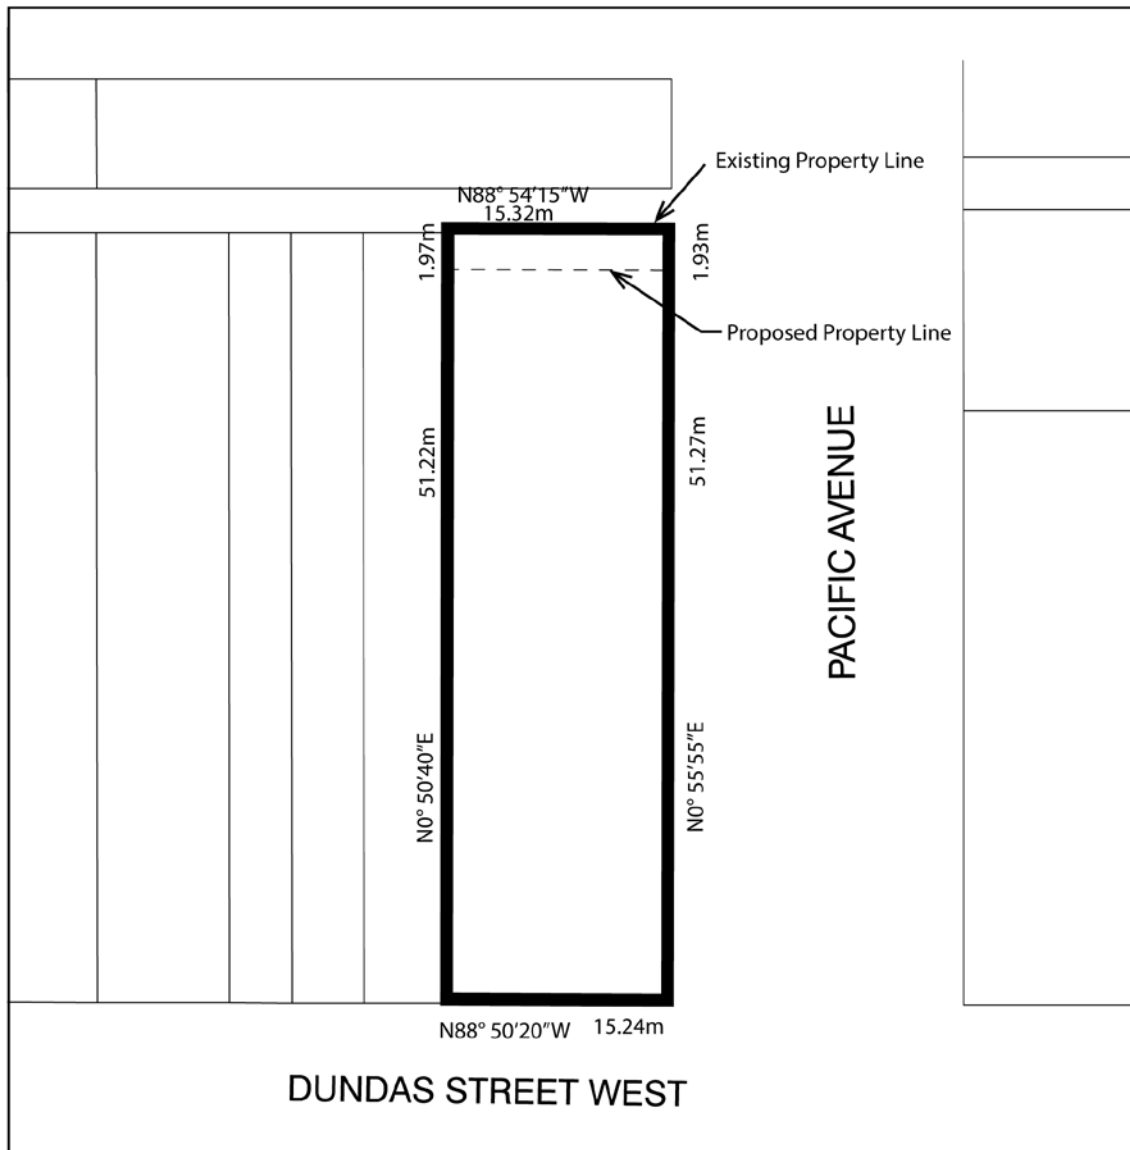 Existing Property Line
N88° 54'15"W
15.32m
1.97m
1.93m
Proposed Property Line
51.22m
51.27m
PACIFIC AVENUE
N0° 50'40"E
N0° 55'55"E
N88° 50'20"W
15.24m
DUNDAS STREET WEST